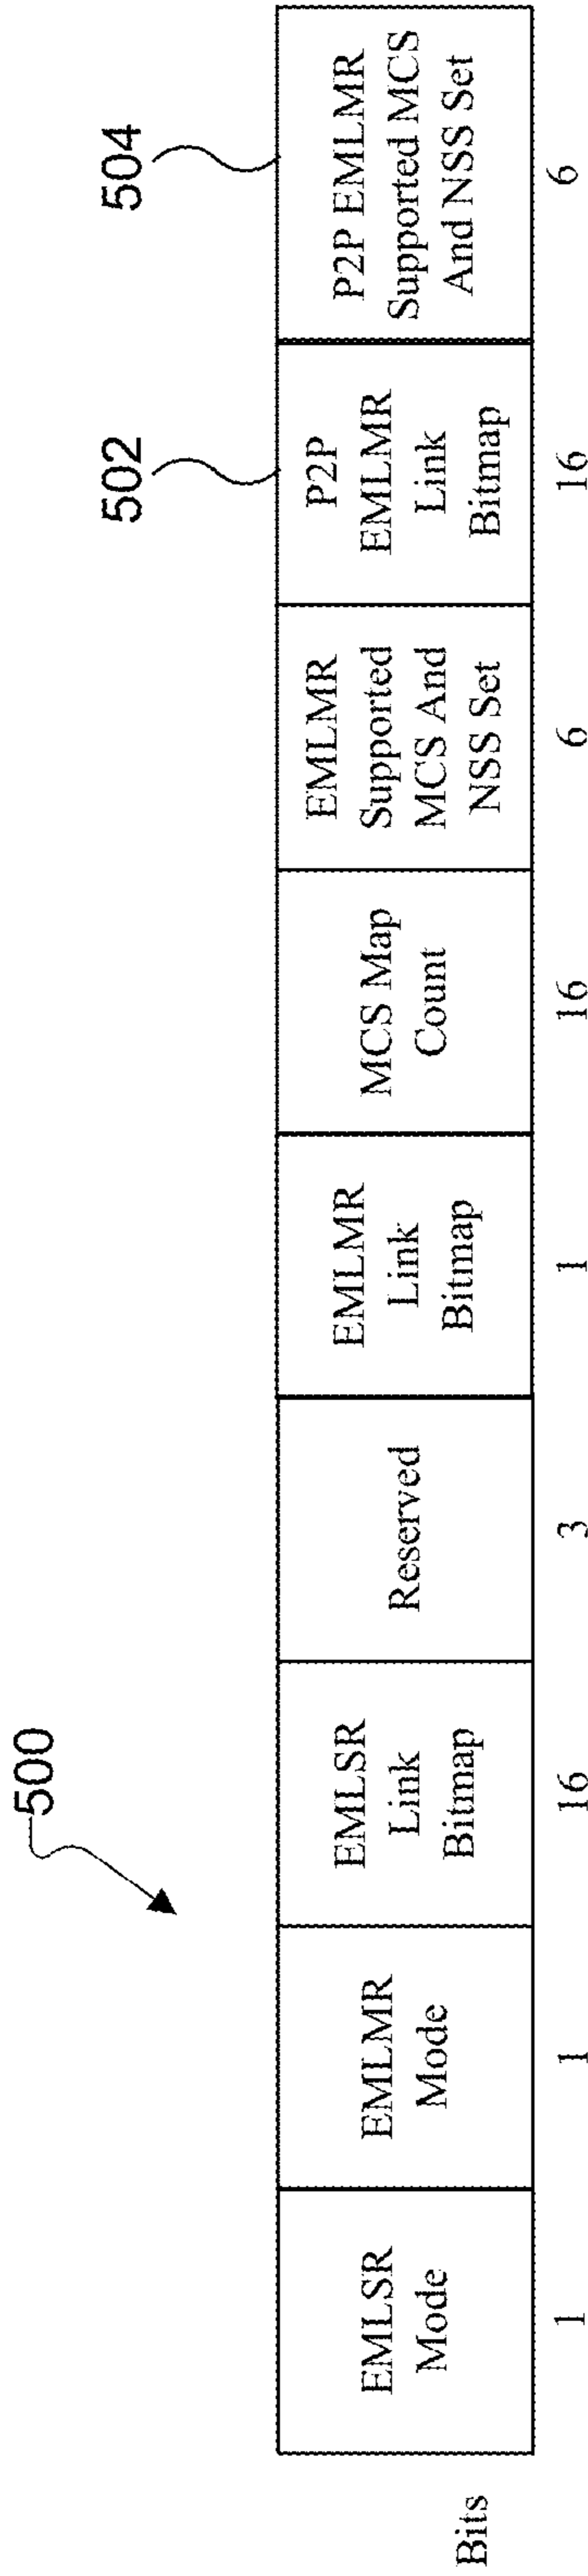 500
502
504
EMLSR
Mode
EMLMR
Mode
EMLSR
Link
Bitmap
Reserved
EMLMR
Link
Bitmap
MCS Map
Count
EMLMR
Supported
MCS And
NSS Set
P2P
EMLMR
Link
Bitmap
P2P EMLMR
Supported MCS
And NSS Set
Bits
1
1
16
3
1
16
6
16
6